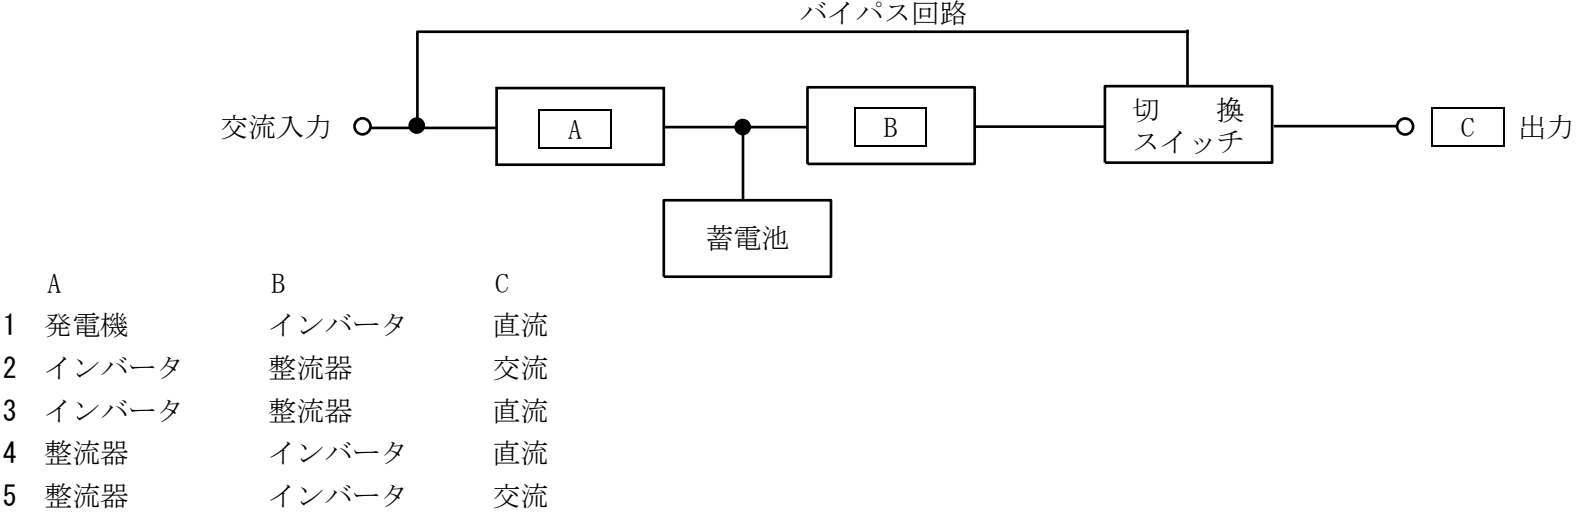 バイパス回路
交流入力 A B 切 換 C 出力
スイッチ
蓄電池
A B C
1 発電機 インバータ 直流
2 インバータ 整流器 交流
3 インバータ 整流器 直流
4 整流器 インバータ 直流
5 整流器 インバータ 交流